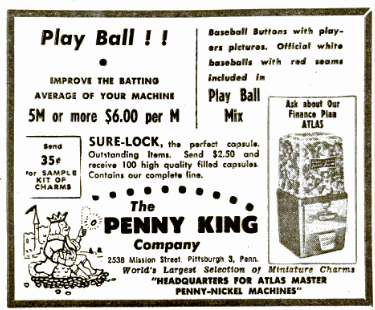 Play Ball ! !
IMPROVE THE BATTING
AVERAGE OF YOUR MACHINE
5M or more $6.00 per M
Baseball Buttons with play-
ers pictures. Official white
baseballs with red seams
included in
Play Ball
Mix
Ask about Our
Finance Plan
ATLAS
Send
35¢
for SAMPLE
KIT OF
CHARMS
SURE-LOCK, the perfect capsule.
Outstanding items. Send $2.50 and
receive 100 high quality filled capsules.
Contains our complete line.
The
PENNY KING
Company
2538 Mission Street, Pittsburgh 3, Penn.
World's Largest Selection of Miniature Charms
"HEADQUARTERS FOR ATLAS MASTER
PENNY-NICKEL MACHINES"